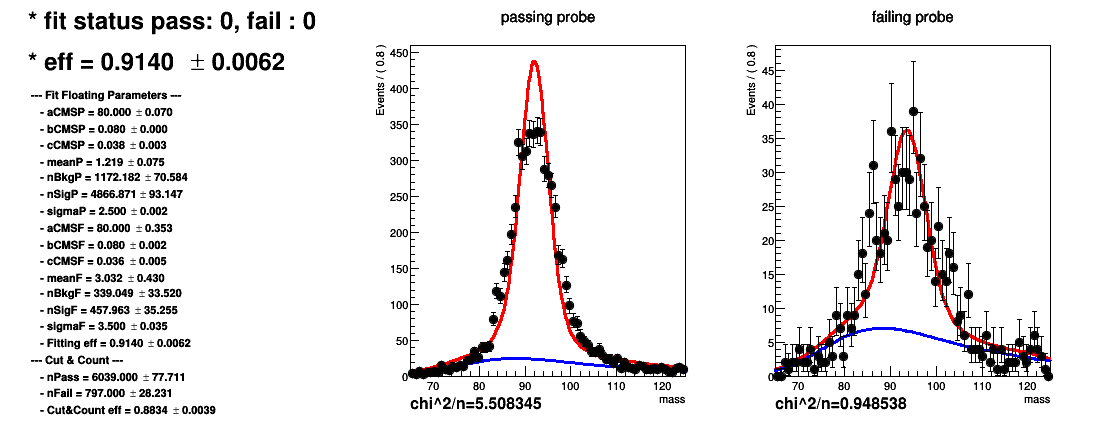 * fit status pass: 0, fail : 0
* eff = 0.9140 ± 0.0062
--- Fit Floating Parameters ---
- aCMSP = 80.000 ± 0.070
- bCMSP = 0.080 ± 0.000
- cCMSP = 0.038 ± 0.003
- meanP = 1.219 ± 0.075
- nBkgP = 1172.182 ± 70.584
- nSigP = 4866.871 ± 93.147
- sigmaP = 2.500 ± 0.002
- aCMSF = 80.000 ± 0.353
- bCMSF = 0.080 ± 0.002
- cCMSF = 0.036 ± 0.005
- meanF = 3.032 ± 0.430
- nBkgF = 339.049 ± 33.520
- nSigF = 457.963 ± 35.255
- sigmaF = 3.500 ± 0.035
- Fitting eff = 0.9140 ± 0.0062
--- Cut & Count ---
- nPass = 6039.000 ± 77.711
- nFail = 797.000 ± 28.231
- Cut&Count eff = 0.8834 ± 0.0039
passing probe
Events / ( 0.8 )
400
350
300
250
200
150
100
50
0
70 80 90 100 110 120
mass
chi^2/n=5.508345
failing probe
Events / ( 0.8 )
45
40
35
30
25
20
15
10
5
0
70 80 90 100 110 120
mass
chi^2/n=0.948538